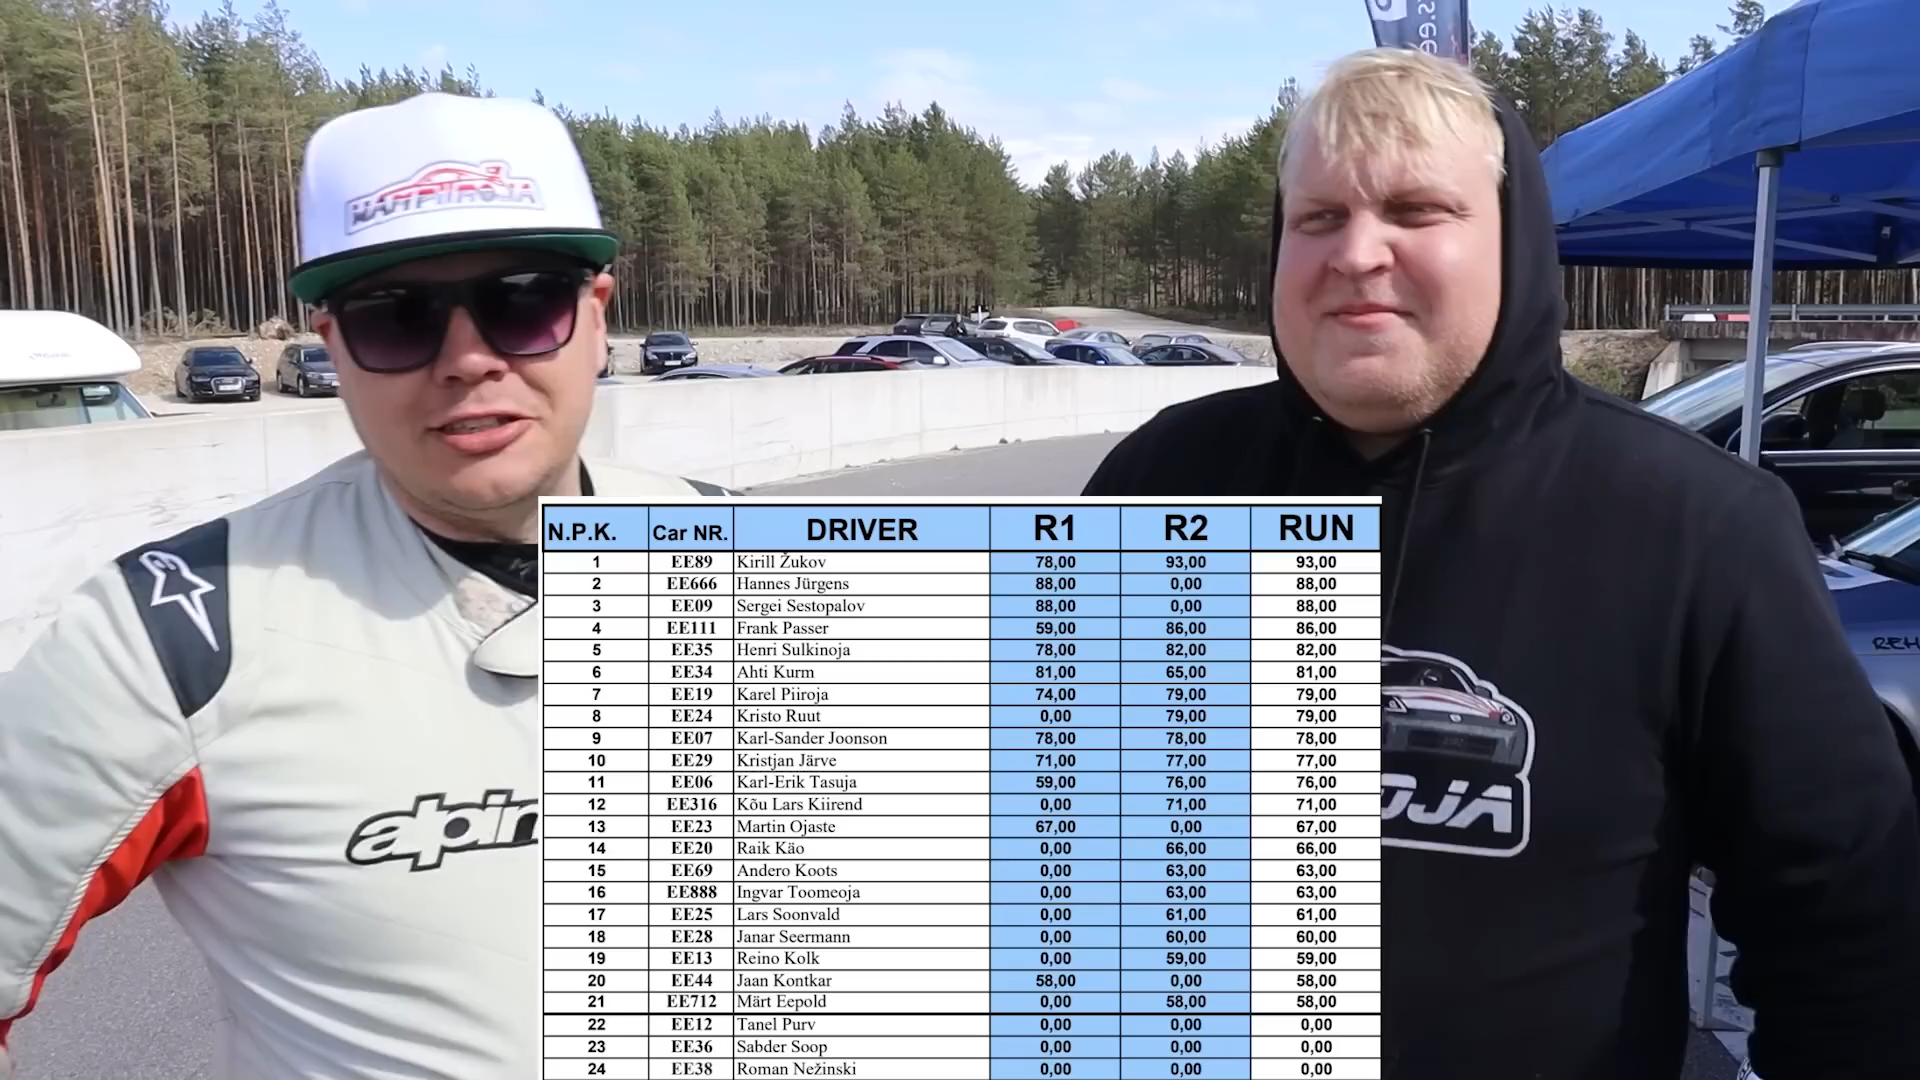 s.ee
MAITPIIROJA
N.P.K. Car NR. DRIVER R1 R2 RUN
1 EE89 Kirill Žukov 78,00 93,00 93,00
2 EE666 Hannes Jürgens 88,00 0,00 88,00
3 EE09 Sergei Sestopalov 88,00 0,00 88,00
4 EE111 Frank Passer 59,00 86,00 86,00
5 EE35 Henri Sulkinoja 78,00 82,00 82,00
6 EE34 Ahti Kurm 81,00 65,00 81,00
7 EE19 Karel Piiroja 74,00 79,00 79,00
8 EE24 Kristo Ruut 0,00 79,00 79,00
9 EE07 Karl-Sander Joonson 78,00 78,00 78,00
10 EE29 Kristjan Järve 71,00 77,00 77,00
11 EE06 Karl-Erik Tasuja 59,00 76,00 76,00
12 EE316 Kõu Lars Kiirend 0,00 71,00 71,00
13 EE23 Martin Ojaste 67,00 0,00 67,00
14 EE20 Raik Käo 0,00 66,00 66,00
15 EE69 Andero Koots 0,00 63,00 63,00
16 EE888 Ingvar Toomeoja 0,00 63,00 63,00
17 EE25 Lars Soonvald 0,00 61,00 61,00
18 EE28 Janar Seermann 0,00 60,00 60,00
19 EE13 Reino Kolk 0,00 59,00 59,00
20 EE44 Jaan Kontkar 58,00 0,00 58,00
21 EE712 Märt Eepold 0,00 58,00 58,00
22 EE12 Tanel Purv 0,00 0,00 0,00
23 EE36 Sabder Soop 0,00 0,00 0,00
24 EE38 Roman Nežinski 0,00 0,00 0,00
alpin
OJA
REH